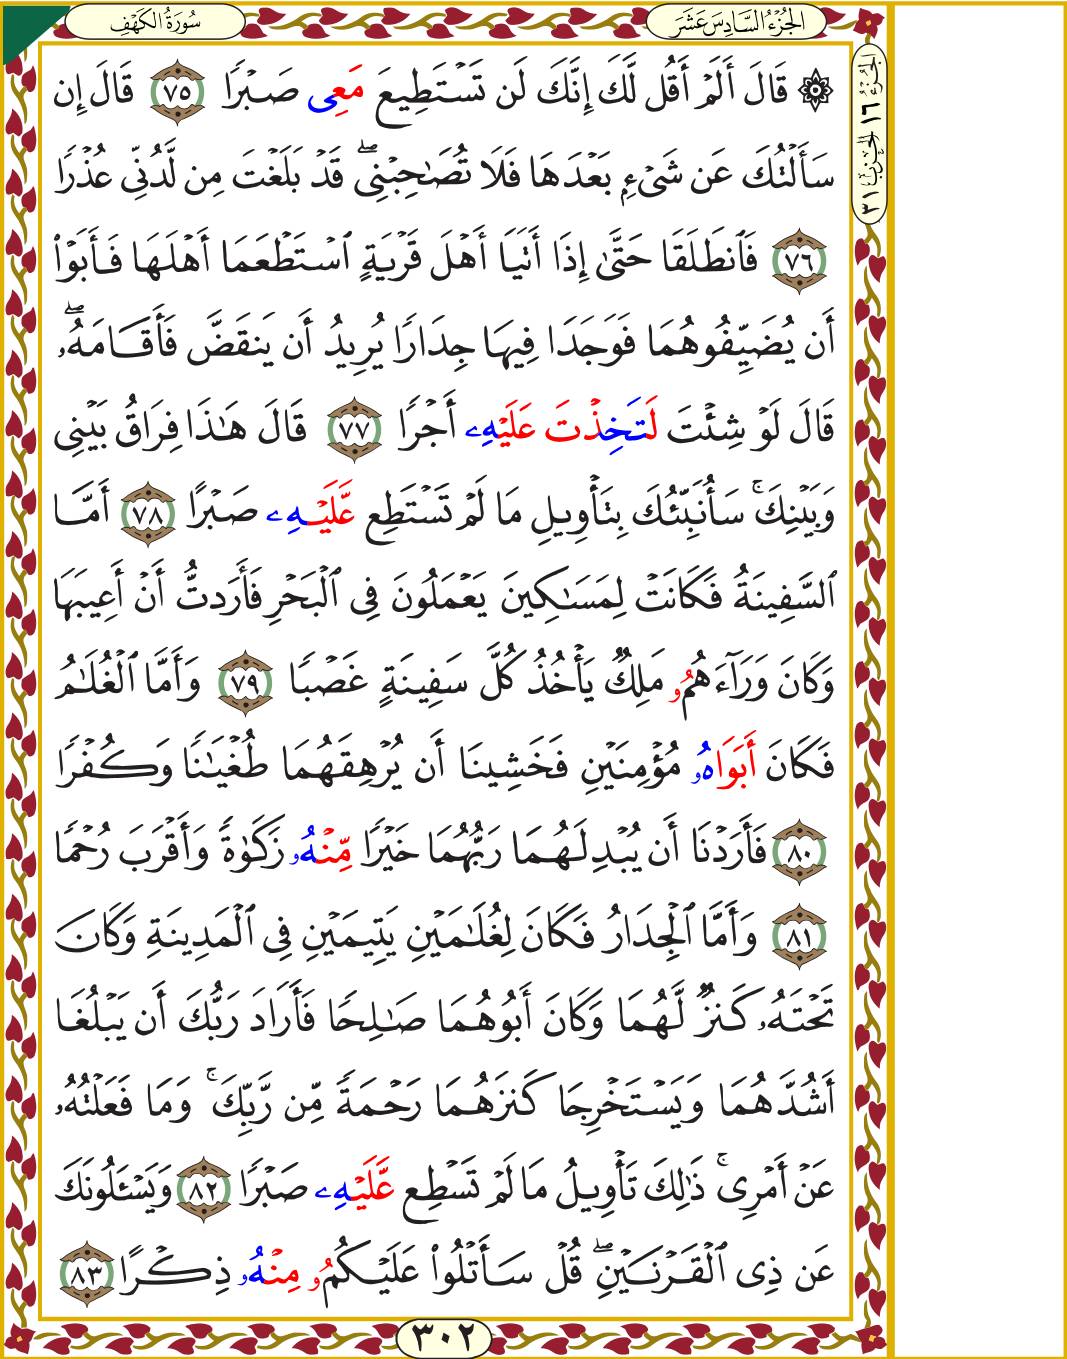 سُورَةُ الكَهْفِ
الجُزْءُ السَّادِسَ عَشَرَ
الجزء ١٦ الحزب ٣١
۞ قَالَ أَلَمْ أَقُل لَّكَ إِنَّكَ لَن تَسْتَطِيعَ مَعِى صَبْرًا ٧٥ قَالَ إِن
سَأَلْتُكَ عَن شَىْءِۭ بَعْدَهَا فَلَا تُصَٰحِبْنِىۖ قَدْ بَلَغْتَ مِن لَّدُنِّى عُذْرًا
٧٦ فَٱنطَلَقَا حَتَّىٰ إِذَا أَتَيَا أَهْلَ قَرْيَةٍ ٱسْتَطْعَمَا أَهْلَهَا فَأَبَوْا۟
أَن يُضَيِّفُوهُمَا فَوَجَدَا فِيهَا جِدَارًا يُرِيدُ أَن يَنقَضَّ فَأَقَامَهُۥۖ
قَالَ لَوْ شِئْتَ لَتَخِذْتَ عَلَيْهِۦ أَجْرًا ٧٧ قَالَ هَٰذَا فِرَاقُ بَيْنِى
وَبَيْنِكَۚ سَأُنَبِّئُكَ بِتَأْوِيلِ مَا لَمْ تَسْتَطِع عَّلَيْهِۦ صَبْرًا ٧٨ أَمَّا
ٱلسَّفِينَةُ فَكَانَتْ لِمَسَٰكِينَ يَعْمَلُونَ فِى ٱلْبَحْرِ فَأَرَدتُّ أَنْ أَعِيبَهَا
وَكَانَ وَرَآءَهُمُۥ مَلِكٌ يَأْخُذُ كُلَّ سَفِينَةٍ غَصْبًا ٧٩ وَأَمَّا ٱلْغُلَٰمُ
فَكَانَ أَبَوَاهُۥ مُؤْمِنَيْنِ فَخَشِينَا أَن يُرْهِقَهُمَا طُغْيَٰنًا وَكُفْرًا
٨٠ فَأَرَدْنَا أَن يُبْدِلَهُمَا رَبُّهُمَا خَيْرًا مِّنْهُۥ زَكَوٰةً وَأَقْرَبَ رُحْمًا
٨١ وَأَمَّا ٱلْجِدَارُ فَكَانَ لِغُلَٰمَيْنِ يَتِيمَيْنِ فِى ٱلْمَدِينَةِ وَكَانَ
تَحْتَهُۥ كَنزٌ لَّهُمَا وَكَانَ أَبُوهُمَا صَٰلِحًا فَأَرَادَ رَبُّكَ أَن يَبْلُغَا
أَشُدَّهُمَا وَيَسْتَخْرِجَا كَنزَهُمَا رَحْمَةً مِّن رَّبِّكَۚ وَمَا فَعَلْتُهُۥ
عَنْ أَمْرِىۚ ذَٰلِكَ تَأْوِيلُ مَا لَمْ تَسْطِع عَّلَيْهِۦ صَبْرًا ٨٢ وَيَسْـَٔلُونَكَ
عَن ذِى ٱلْقَرْنَيْنِۖ قُلْ سَأَتْلُوا۟ عَلَيْكُمُۥ مِنْهُۥ ذِكْرًا ٨٣
٣٠٢